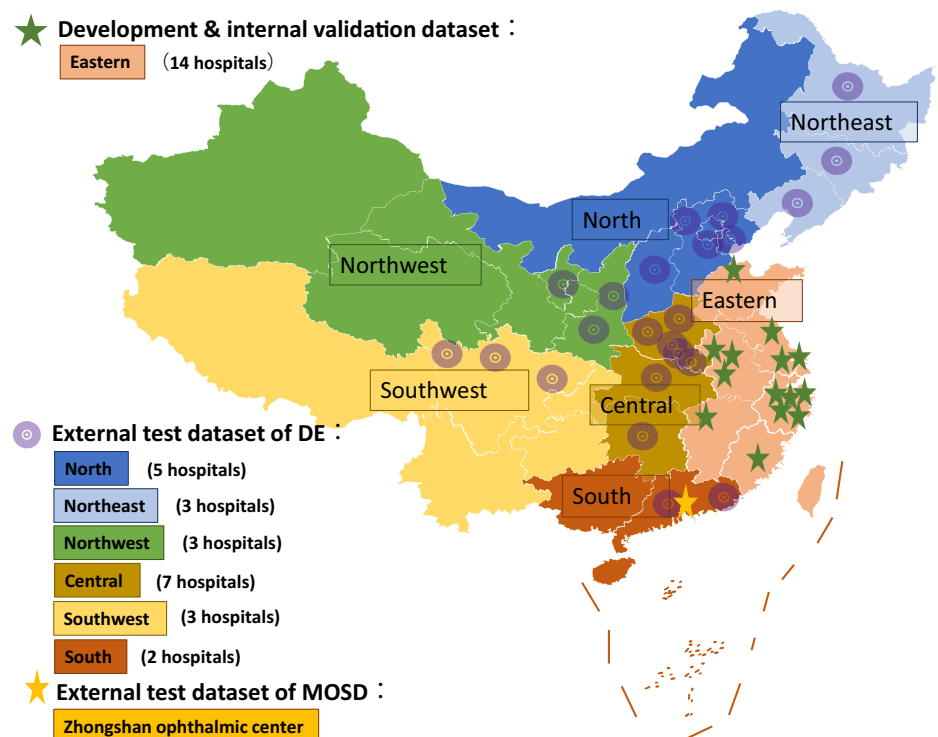 Development & internal validation dataset：
Eastern (14 hospitals）
Northeast
North
Northwest
Eastern
Southwest
Central
South
External test dataset of DE：
North (5 hospitals)
Northeast (3 hospitals)
Northwest (3 hospitals)
Central (7 hospitals)
Southwest (3 hospitals)
South (2 hospitals)
External test dataset of MOSD：
Zhongshan ophthalmic center